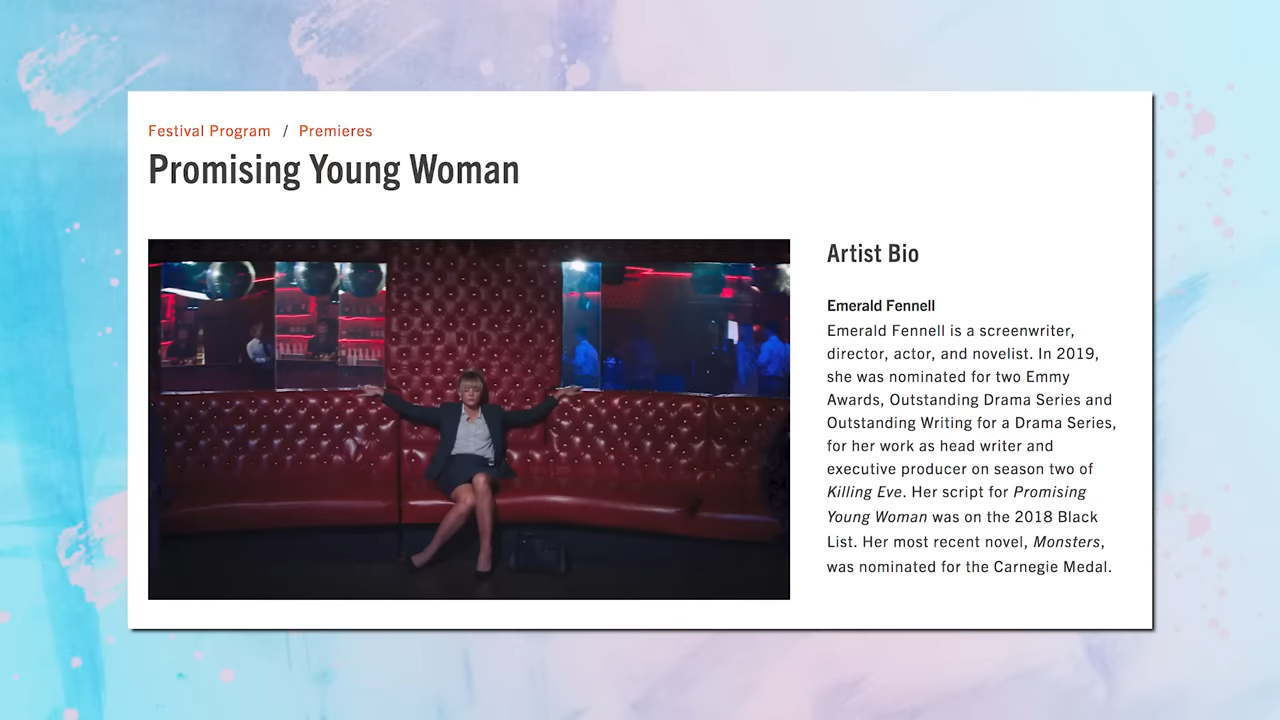 Festival Program / Premieres
Promising Young Woman
Artist Bio
Emerald Fennell
Emerald Fennell is a screenwriter,
director, actor, and novelist. In 2019,
she was nominated for two Emmy
Awards, Outstanding Drama Series and
Outstanding Writing for a Drama Series,
for her work as head writer and
executive producer on season two of
Killing Eve. Her script for Promising
Young Woman was on the 2018 Black
List. Her most recent novel, Monsters,
was nominated for the Carnegie Medal.